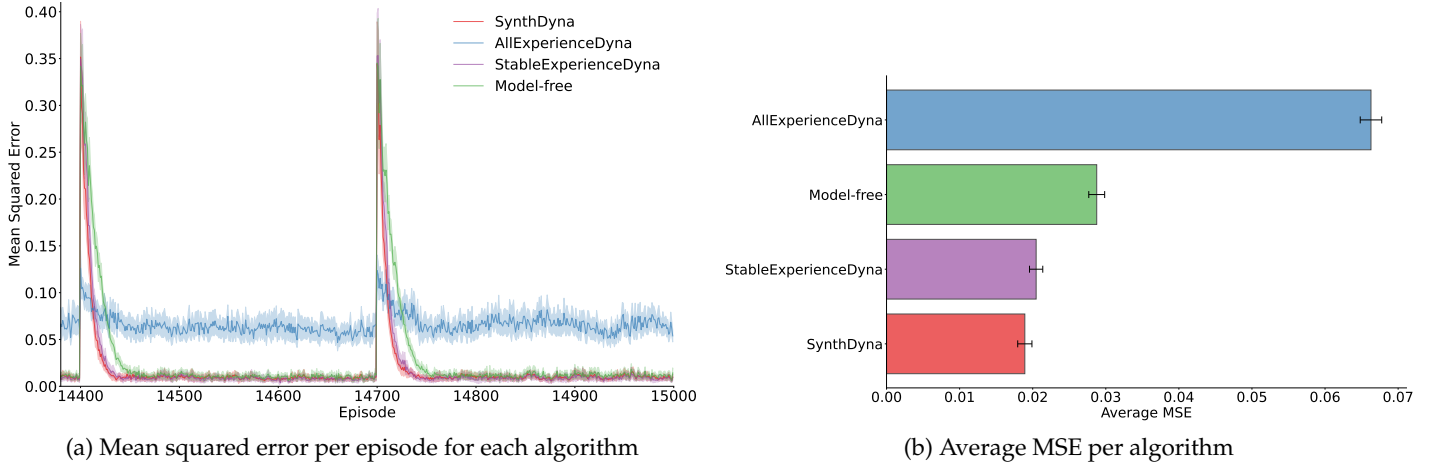 0.40
0.35
0.30
0.25
0.20
0.15
0.10
0.05
0.00
Mean Squared Error
SynthDyna
AllExperienceDyna
StableExperienceDyna
Model-free
14400 14500 14600 14700 14800 14900 15000
Episode
(a) Mean squared error per episode for each algorithm
AllExperienceDyna
Model-free
StableExperienceDyna
SynthDyna
0.00 0.01 0.02 0.03 0.04 0.05 0.06 0.07
Average MSE
(b) Average MSE per algorithm